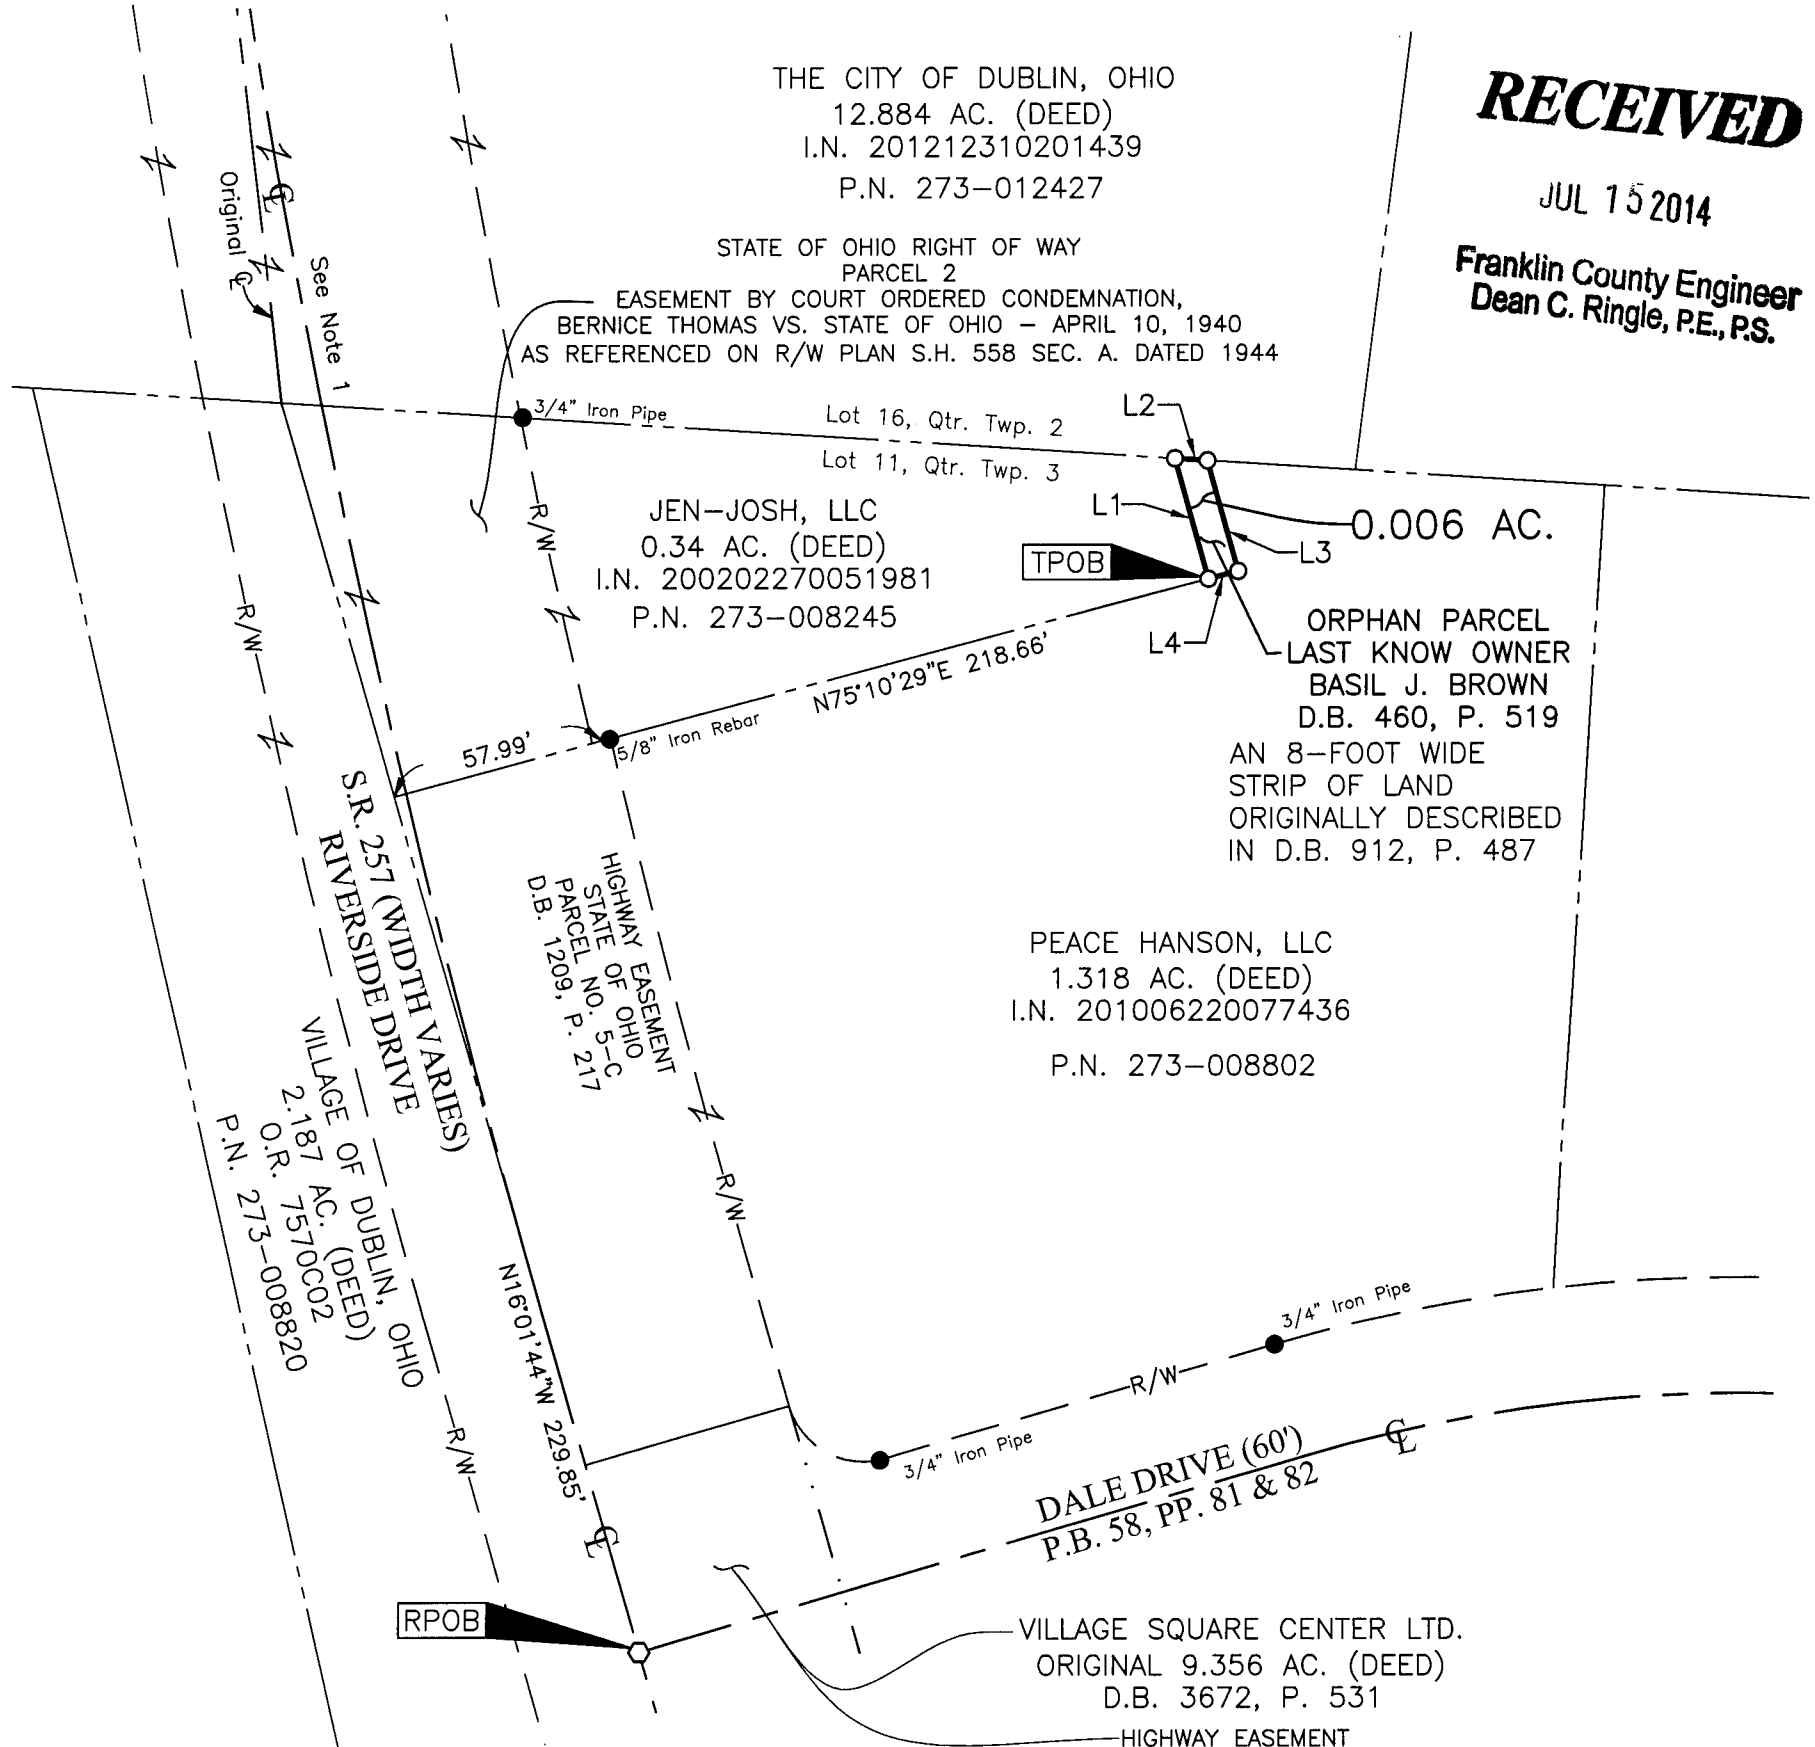 THE CITY OF DUBLIN, OHIO
12.884 AC. (DEED)
I.N. 201212310201439
P.N. 273-012427
RECEIVED
JUL 15 2014
Franklin County Engineer
Dean C. Ringle, P.E., P.S.
STATE OF OHIO RIGHT OF WAY
PARCEL 2
EASEMENT BY COURT ORDERED CONDEMNATION,
BERNICE THOMAS VS. STATE OF OHIO – APRIL 10, 1940
AS REFERENCED ON R/W PLAN S.H. 558 SEC. A. DATED 1944
Original ℄
℄
See Note 1
3/4" Iron Pipe
Lot 16, Qtr. Twp. 2
Lot 11, Qtr. Twp. 3
L2
L1
L3
L4
0.006 AC.
TPOB
R/W
R/W
JEN-JOSH, LLC
0.34 AC. (DEED)
I.N. 200202270051981
P.N. 273-008245
ORPHAN PARCEL
LAST KNOW OWNER
BASIL J. BROWN
D.B. 460, P. 519
AN 8-FOOT WIDE
STRIP OF LAND
ORIGINALLY DESCRIBED
IN D.B. 912, P. 487
N75°10'29"E 218.66'
5/8" Iron Rebar
57.99'
S.R. 257 (WIDTH VARIES)
RIVERSIDE DRIVE
HIGHWAY EASEMENT
STATE OF OHIO
PARCEL NO. 5-C
D.B. 1209, P. 217
PEACE HANSON, LLC
1.318 AC. (DEED)
I.N. 201006220077436
P.N. 273-008802
VILLAGE OF DUBLIN, OHIO
2.187 AC. (DEED)
O.R. 7570C02
P.N. 273-008820
R/W
N16°01'44"W 229.85'
R/W
3/4" Iron Pipe
R/W
3/4" Iron Pipe
℄
℄
DALE DRIVE (60')
P.B. 58, PP. 81 & 82
RPOB
VILLAGE SQUARE CENTER LTD.
ORIGINAL 9.356 AC. (DEED)
D.B. 3672, P. 531
HIGHWAY EASEMENT